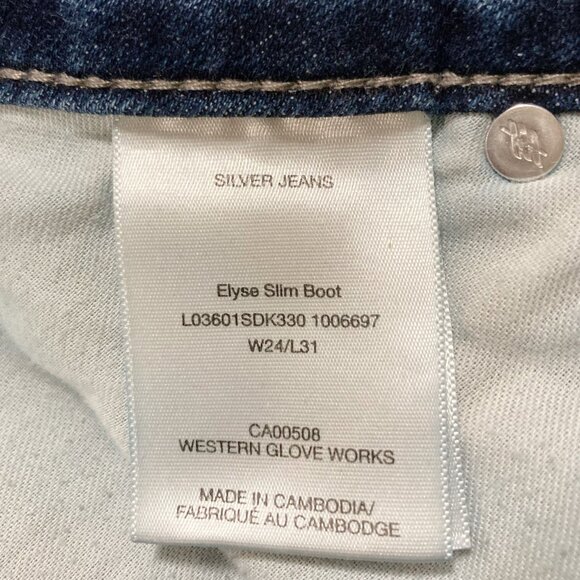 SILVER JEANS
Elyse Slim Boot
L03601SDK330 1006697
W24/L31
CA00508
WESTERN GLOVE WORKS
MADE IN CAMBODIA/
FABRIQUÉ AU CAMBODGE